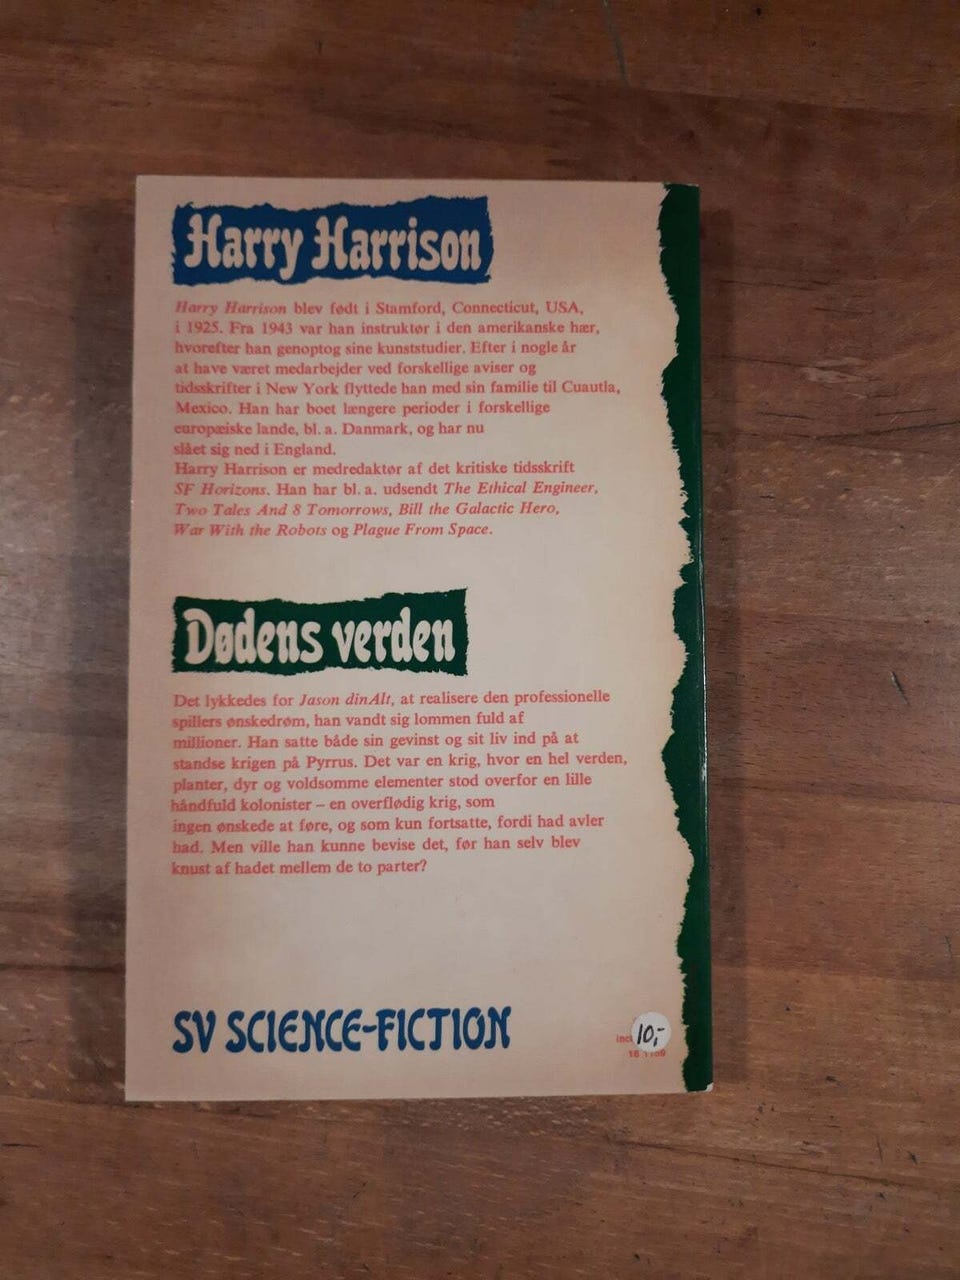 Harry Harrison
Harry Harrison blev født i Stamford, Connecticut, USA,
i 1925. Fra 1943 var han instruktør i den amerikanske hær,
hvorefter han genoptog sine kunststudier. Efter i nogle år
at have været medarbejder ved forskellige aviser og
tidsskrifter i New York flyttede han med sin familie til Cuautla,
Mexico. Han har boet længere perioder i forskellige
europæiske lande, bl. a. Danmark, og har nu
slået sig ned i England.
Harry Harrison er medredaktør af det kritiske tidsskrift
SF Horizons. Han har bl. a. udsendt The Ethical Engineer,
Two Tales And 8 Tomorrows, Bill the Galactic Hero,
War With the Robots og Plague From Space.
Dødens verden
Det lykkedes for Jason dinAlt, at realisere den professionelle
spillers ønskedrøm, han vandt sig lommen fuld af
millioner. Han satte både sin gevinst og sit liv ind på at
standse krigen på Pyrrus. Det var en krig, hvor en hel verden,
planter, dyr og voldsomme elementer stod overfor en lille
håndfuld kolonister – en overflødig krig, som
ingen ønskede at føre, og som kun fortsatte, fordi had avler
had. Men ville han kunne bevise det, før han selv blev
knust af hadet mellem de to parter?
SV SCIENCE-FICTION
10,-
16